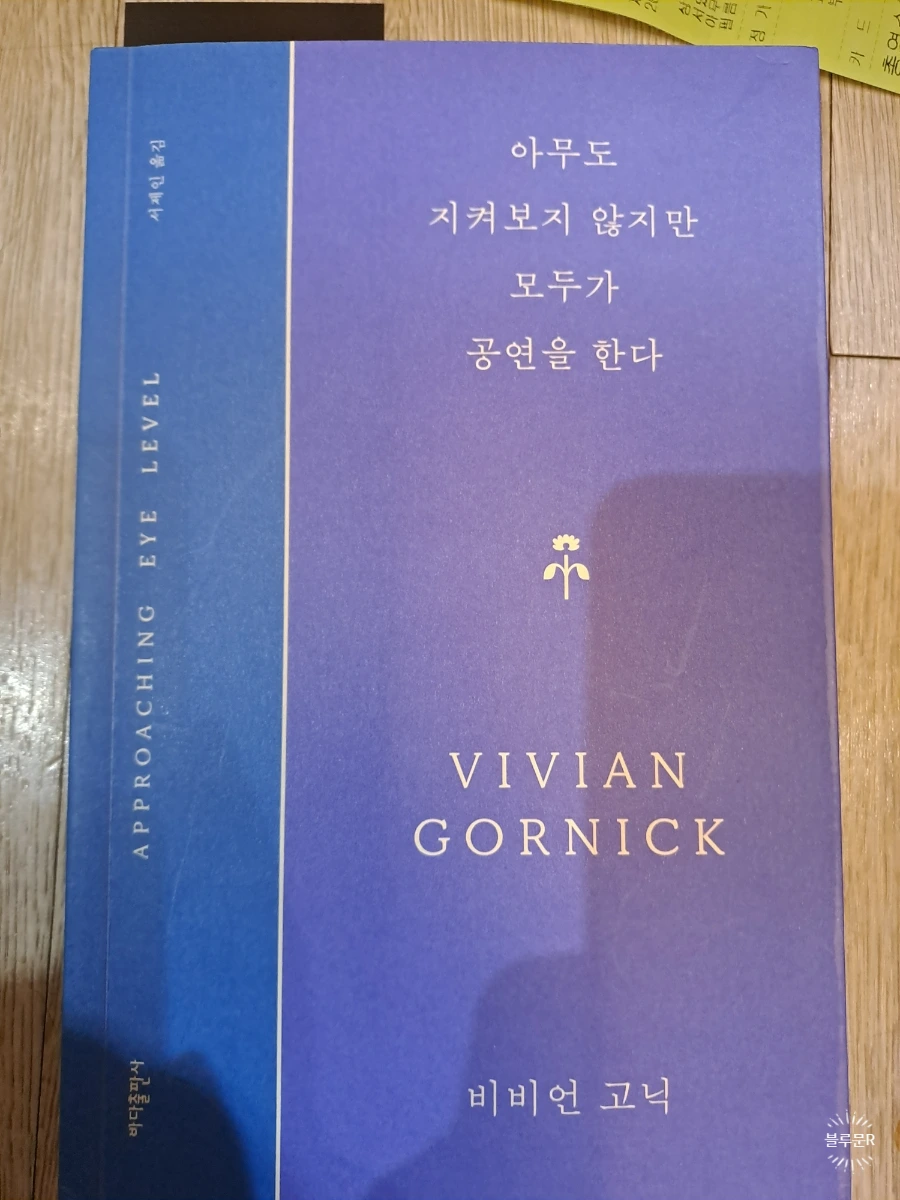 아무도
지켜보지 않지만
모두가
공연을 한다
VIVIAN
GORNICK
비비언 고닉
서제인 옮김
APPROACHING EYE LEVEL
바다출판사
카드
블루문R